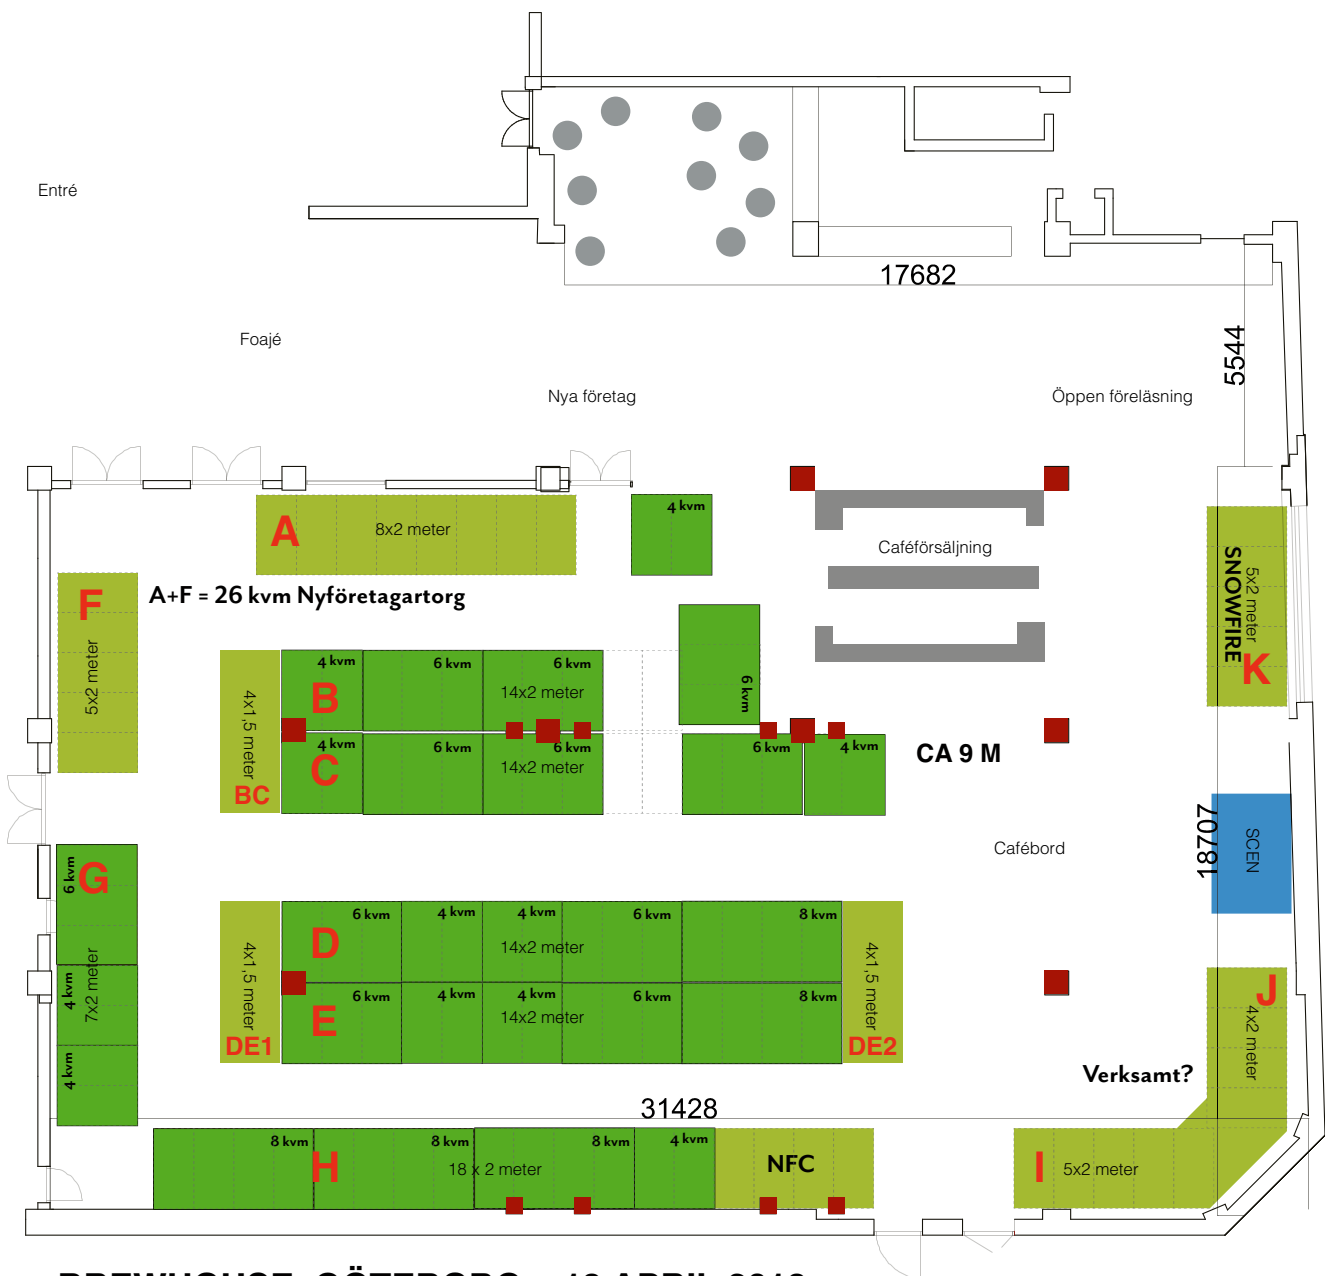 Entré
17682
5544
Foajé
Nya företag
Öppen föreläsning
A
8x2 meter
4 kvm
Caféförsäljning
SNOWFIRE
5x2 meter
K
F
5x2 meter
A+F = 26 kvm Nyföretagartorg
4x1,5 meter
BC
4 kvm
6 kvm
6 kvm
B
14x2 meter
6 kvm
4 kvm
6 kvm
6 kvm
C
14x2 meter
6 kvm
4 kvm
CA 9 M
18707
SCEN
Cafébord
G
6 kvm
4 kvm
7x2 meter
4 kvm
4x1,5 meter
DE1
6 kvm
4 kvm
4 kvm
6 kvm
8 kvm
D
14x2 meter
6 kvm
4 kvm
4 kvm
6 kvm
8 kvm
E
14x2 meter
4x1,5 meter
DE2
J
4x2 meter
Verksamt?
31428
8 kvm
8 kvm
8 kvm
4 kvm
H
18 x 2 meter
NFC
I
5x2 meter